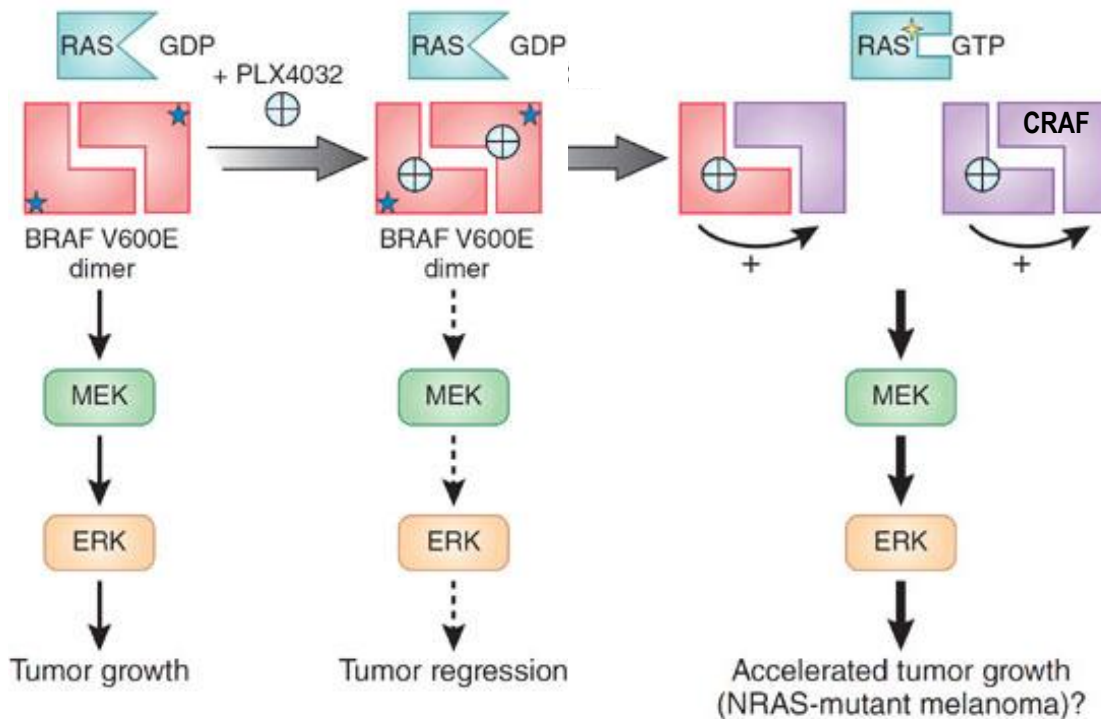 RAS GDP
+ PLX4032
RAS GDP
RAS GTP
CRAF
BRAF V600E
dimer
BRAF V600E
dimer
+
+
MEK
MEK
MEK
ERK
ERK
ERK
Tumor growth
Tumor regression
Accelerated tumor growth
(NRAS-mutant melanoma)?